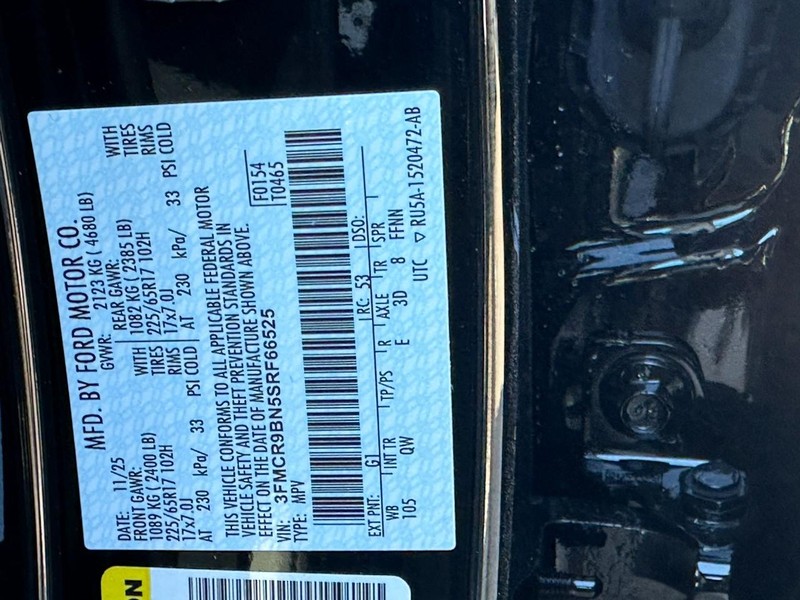 MFD. BY FORD MOTOR CO.
DATE: 11/25 GVWR: 2123 KG ( 4680 LB)
FRONT GAWR: REAR GAWR: WITH
1089 KG ( 2400 LB) WITH 1082 KG ( 2385 LB) TIRES
225/65R17 102H TIRES 225/65R17 102H RIMS
17x7.0J RIMS 17x7.0J
AT 230 kPa/ 33 PSI COLD AT 230 kPa/ 33 PSI COLD
THIS VEHICLE CONFORMS TO ALL APPLICABLE FEDERAL MOTOR
VEHICLE SAFETY AND THEFT PREVENTION STANDARDS IN
EFFECT ON THE DATE OF MANUFACTURE SHOWN ABOVE.
VIN: 3FMCR9BN5SRF66525 F0154
TYPE: MPV T0465
EXT PNT: G1 RC: 53 DSO:
WB INT TR TP/PS R AXLE TR SPR
105 QW E 3D 8 FFNN
UTC ▽ RU5A-1520472-AB
ON